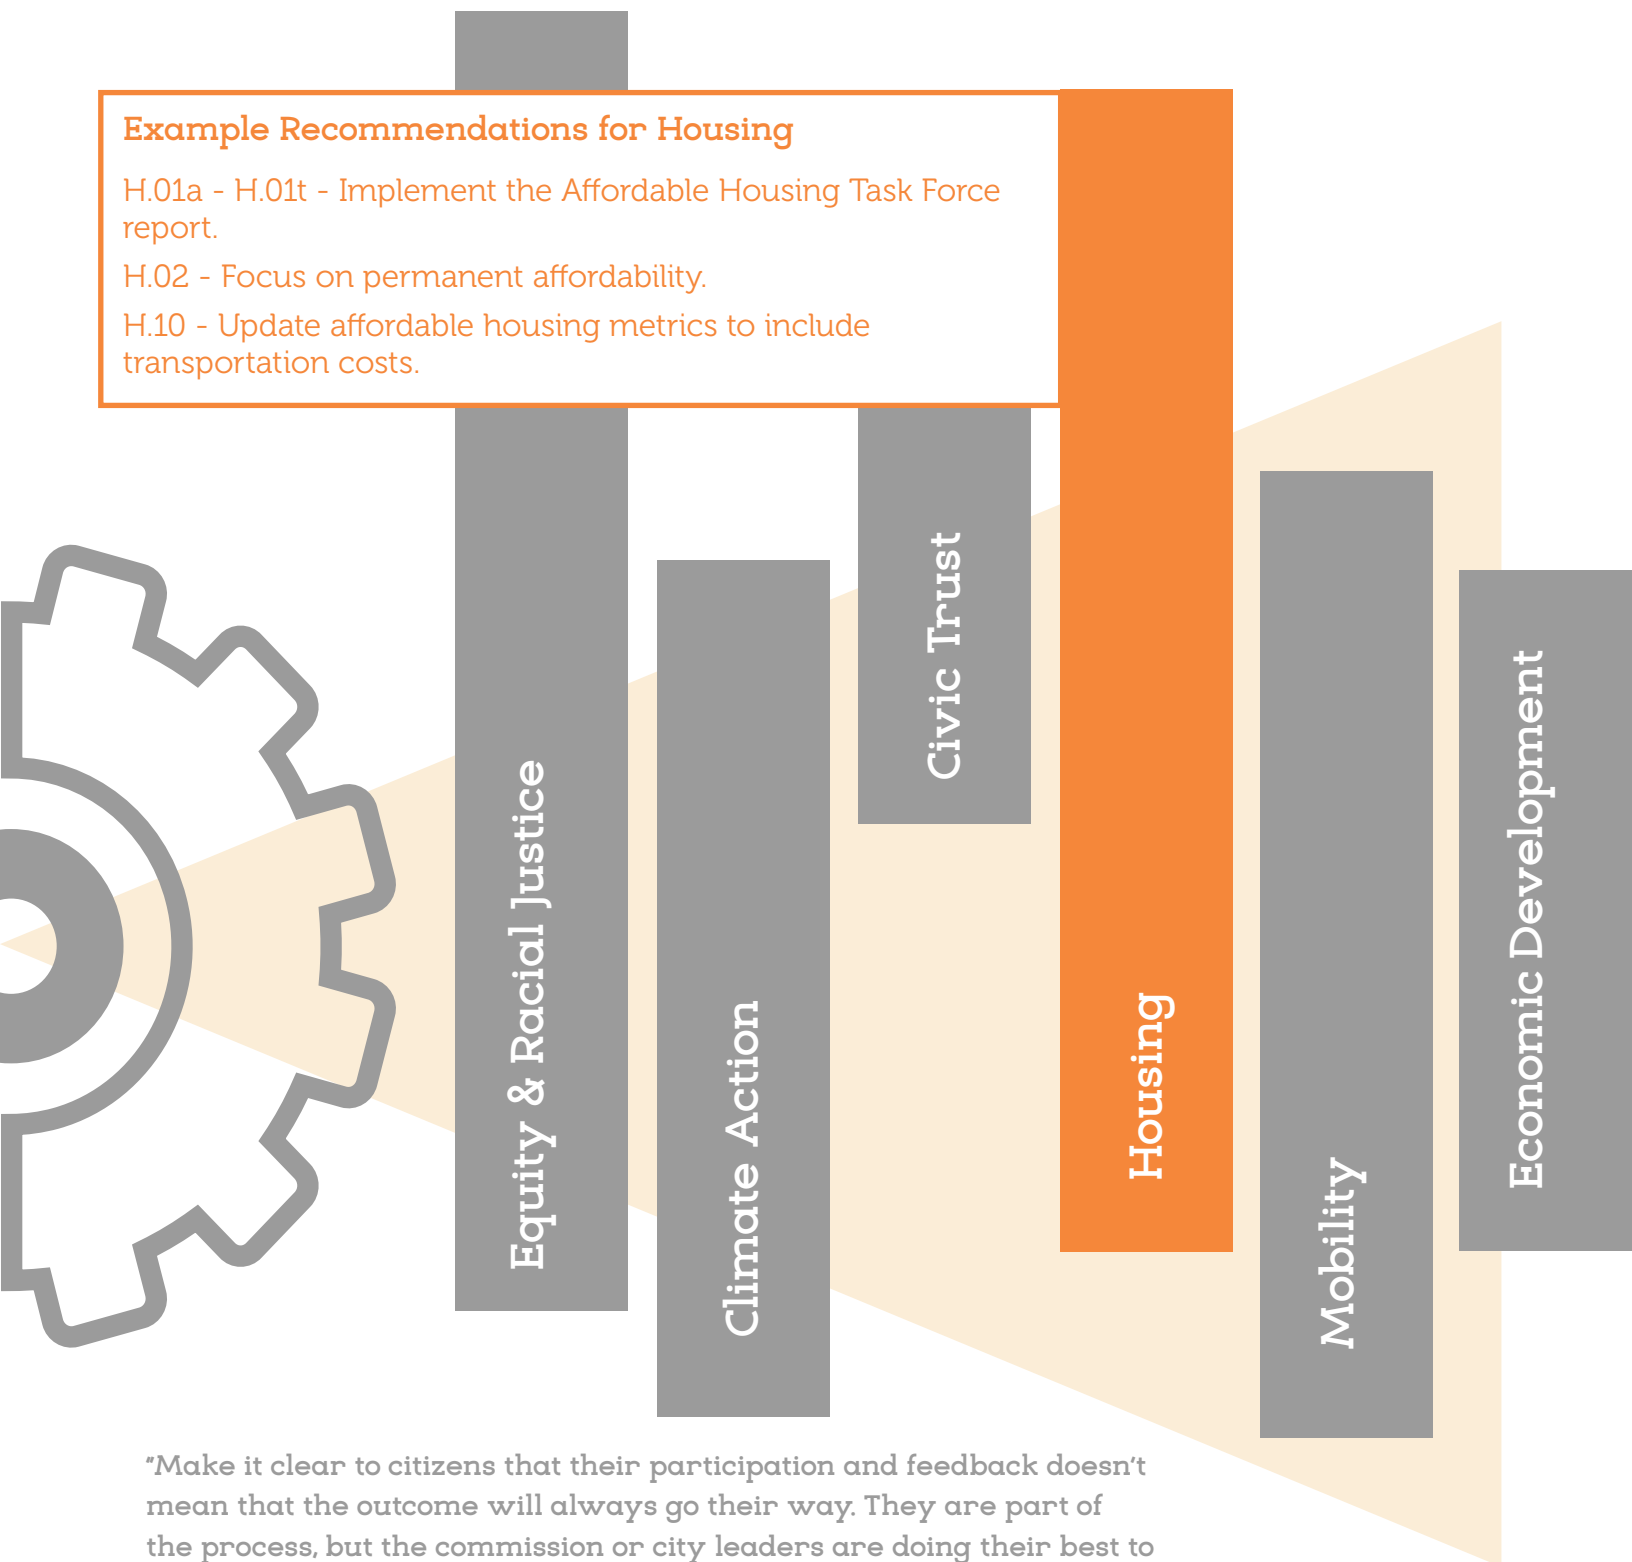 Example Recommendations for Housing
H.01a - H.01t - Implement the Affordable Housing Task Force
report.
H.02 - Focus on permanent affordability.
H.10 - Update affordable housing metrics to include
transportation costs.
Equity & Racial Justice
Climate Action
Civic Trust
Housing
Mobility
Economic Development
"Make it clear to citizens that their participation and feedback doesn't
mean that the outcome will always go their way. They are part of
the process, but the commission or city leaders are doing their best to